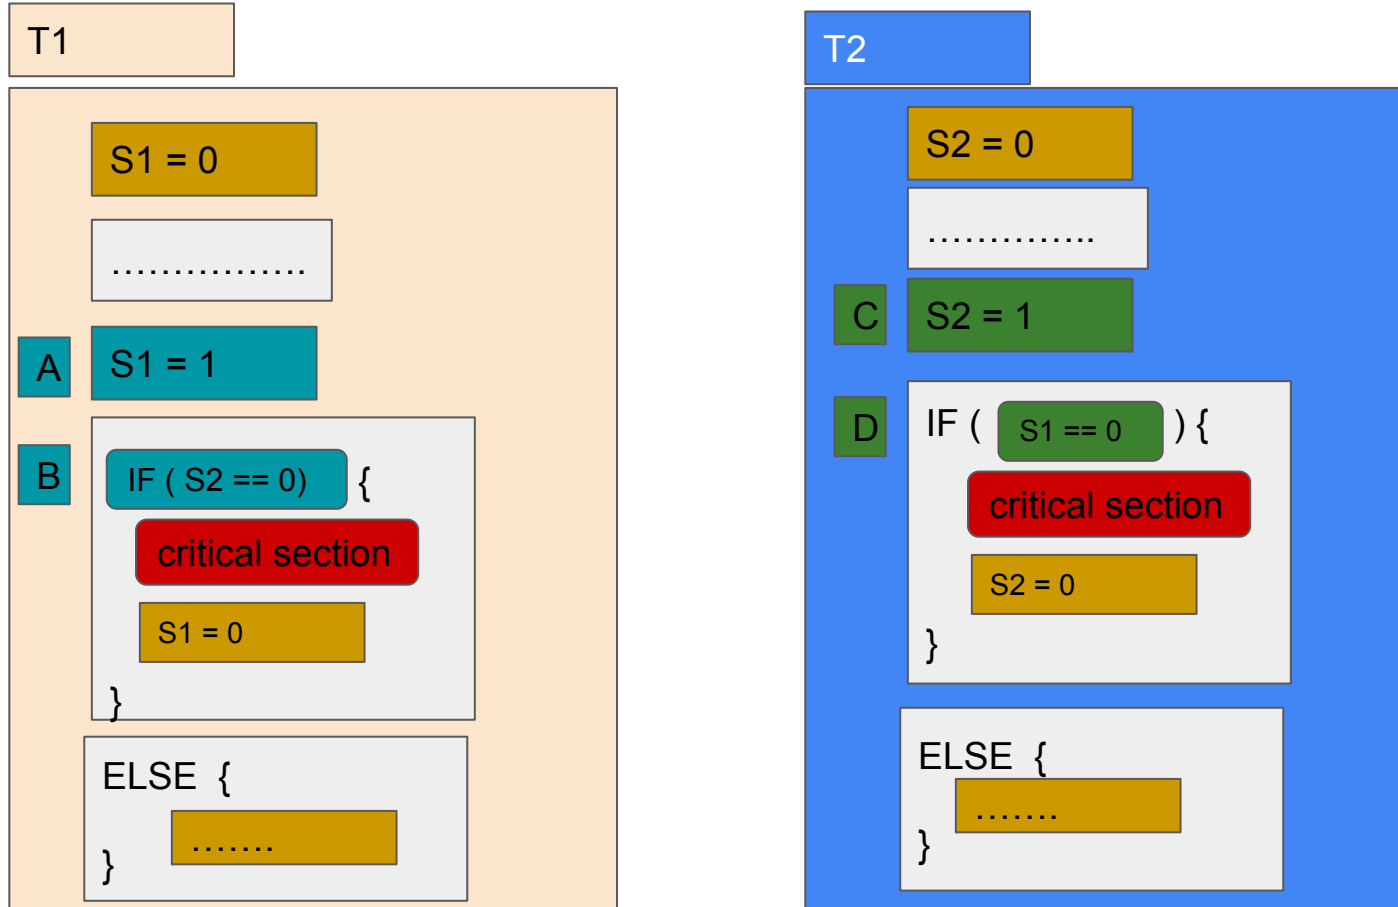 T1
S1 = 0
…………….
A
S1 = 1
B
IF ( S2 == 0)
{
critical section
S1 = 0
}
ELSE {
…….
}
T2
S2 = 0
…………..
C
S2 = 1
D
IF ( S1 == 0 ) {
critical section
S2 = 0
}
ELSE {
…….
}